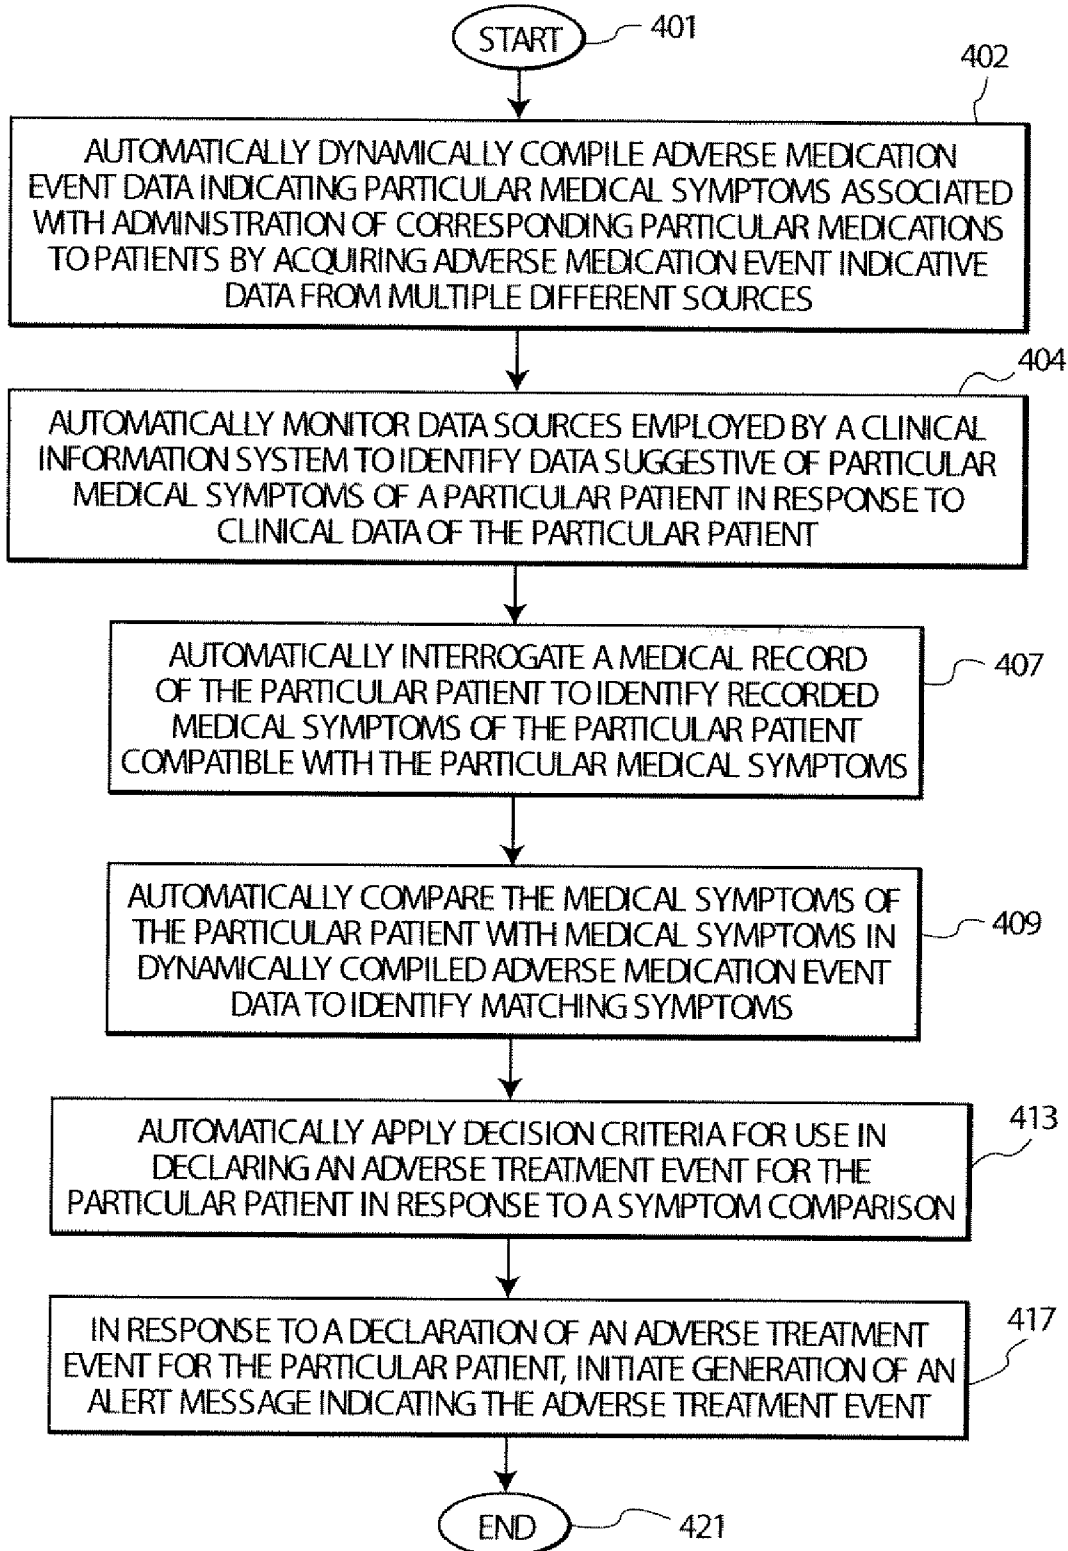 START
401
402
AUTOMATICALLY DYNAMICALLY COMPILE ADVERSE MEDICATION
EVENT DATA INDICATING PARTICULAR MEDICAL SYMPTOMS ASSOCIATED
WITH ADMINISTRATION OF CORRESPONDING PARTICULAR MEDICATIONS
TO PATIENTS BY ACQUIRING ADVERSE MEDICATION EVENT INDICATIVE
DATA FROM MULTIPLE DIFFERENT SOURCES
404
AUTOMATICALLY MONITOR DATA SOURCES EMPLOYED BY A CLINICAL
INFORMATION SYSTEM TO IDENTIFY DATA SUGGESTIVE OF PARTICULAR
MEDICAL SYMPTOMS OF A PARTICULAR PATIENT IN RESPONSE TO
CLINICAL DATA OF THE PARTICULAR PATIENT
407
AUTOMATICALLY INTERROGATE A MEDICAL RECORD
OF THE PARTICULAR PATIENT TO IDENTIFY RECORDED
MEDICAL SYMPTOMS OF THE PARTICULAR PATIENT
COMPATIBLE WITH THE PARTICULAR MEDICAL SYMPTOMS
409
AUTOMATICALLY COMPARE THE MEDICAL SYMPTOMS OF
THE PARTICULAR PATIENT WITH MEDICAL SYMPTOMS IN
DYNAMICALLY COMPILED ADVERSE MEDICATION EVENT
DATA TO IDENTIFY MATCHING SYMPTOMS
413
AUTOMATICALLY APPLY DECISION CRITERIA FOR USE IN
DECLARING AN ADVERSE TREATMENT EVENT FOR THE
PARTICULAR PATIENT IN RESPONSE TO A SYMPTOM COMPARISON
417
IN RESPONSE TO A DECLARATION OF AN ADVERSE TREATMENT
EVENT FOR THE PARTICULAR PATIENT, INITIATE GENERATION OF AN
ALERT MESSAGE INDICATING THE ADVERSE TREATMENT EVENT
END
421